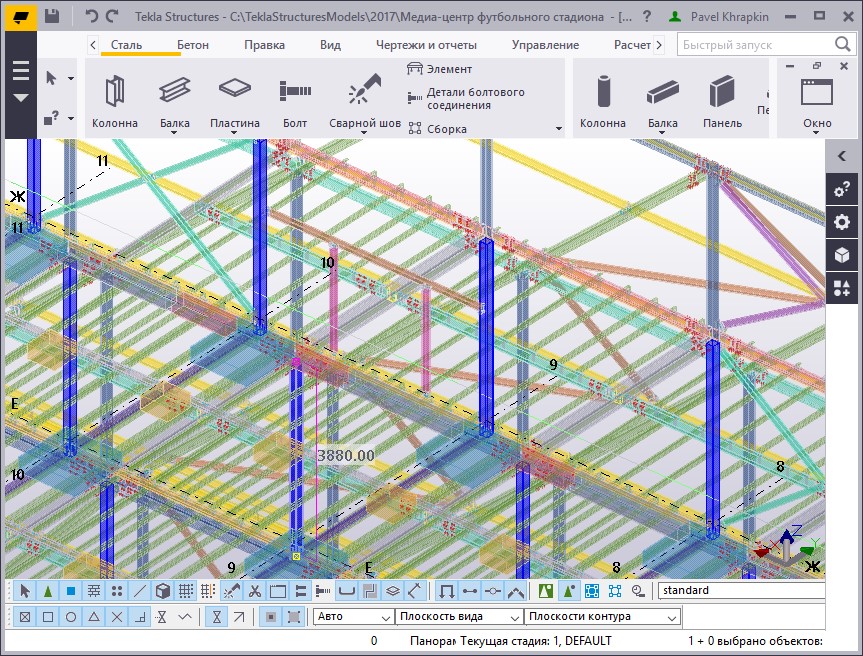 Tekla Structures - C:\TeklaStructuresModels\2017\Медиа-центр футбольного стадиона - [...
?
Pavel Khrapkin
Сталь
Бетон
Правка
Вид
Чертежи и отчеты
Управление
Расчет
Быстрый запуск
Колонна
Балка
Пластина
Болт
Сварной шов
Элемент
Детали болтового
соединения
Сборка
Колонна
Балка
Панель
Пе
Окно
11
Ж
11
10
9
3880.00
E
8
10
9
E
8
Z
Y
X
Ж
standard
Авто
Плоскость вида
Плоскости контура
0
Панорам
Текущая стадия: 1, DEFAULT
1 + 0 выбрано объектов: